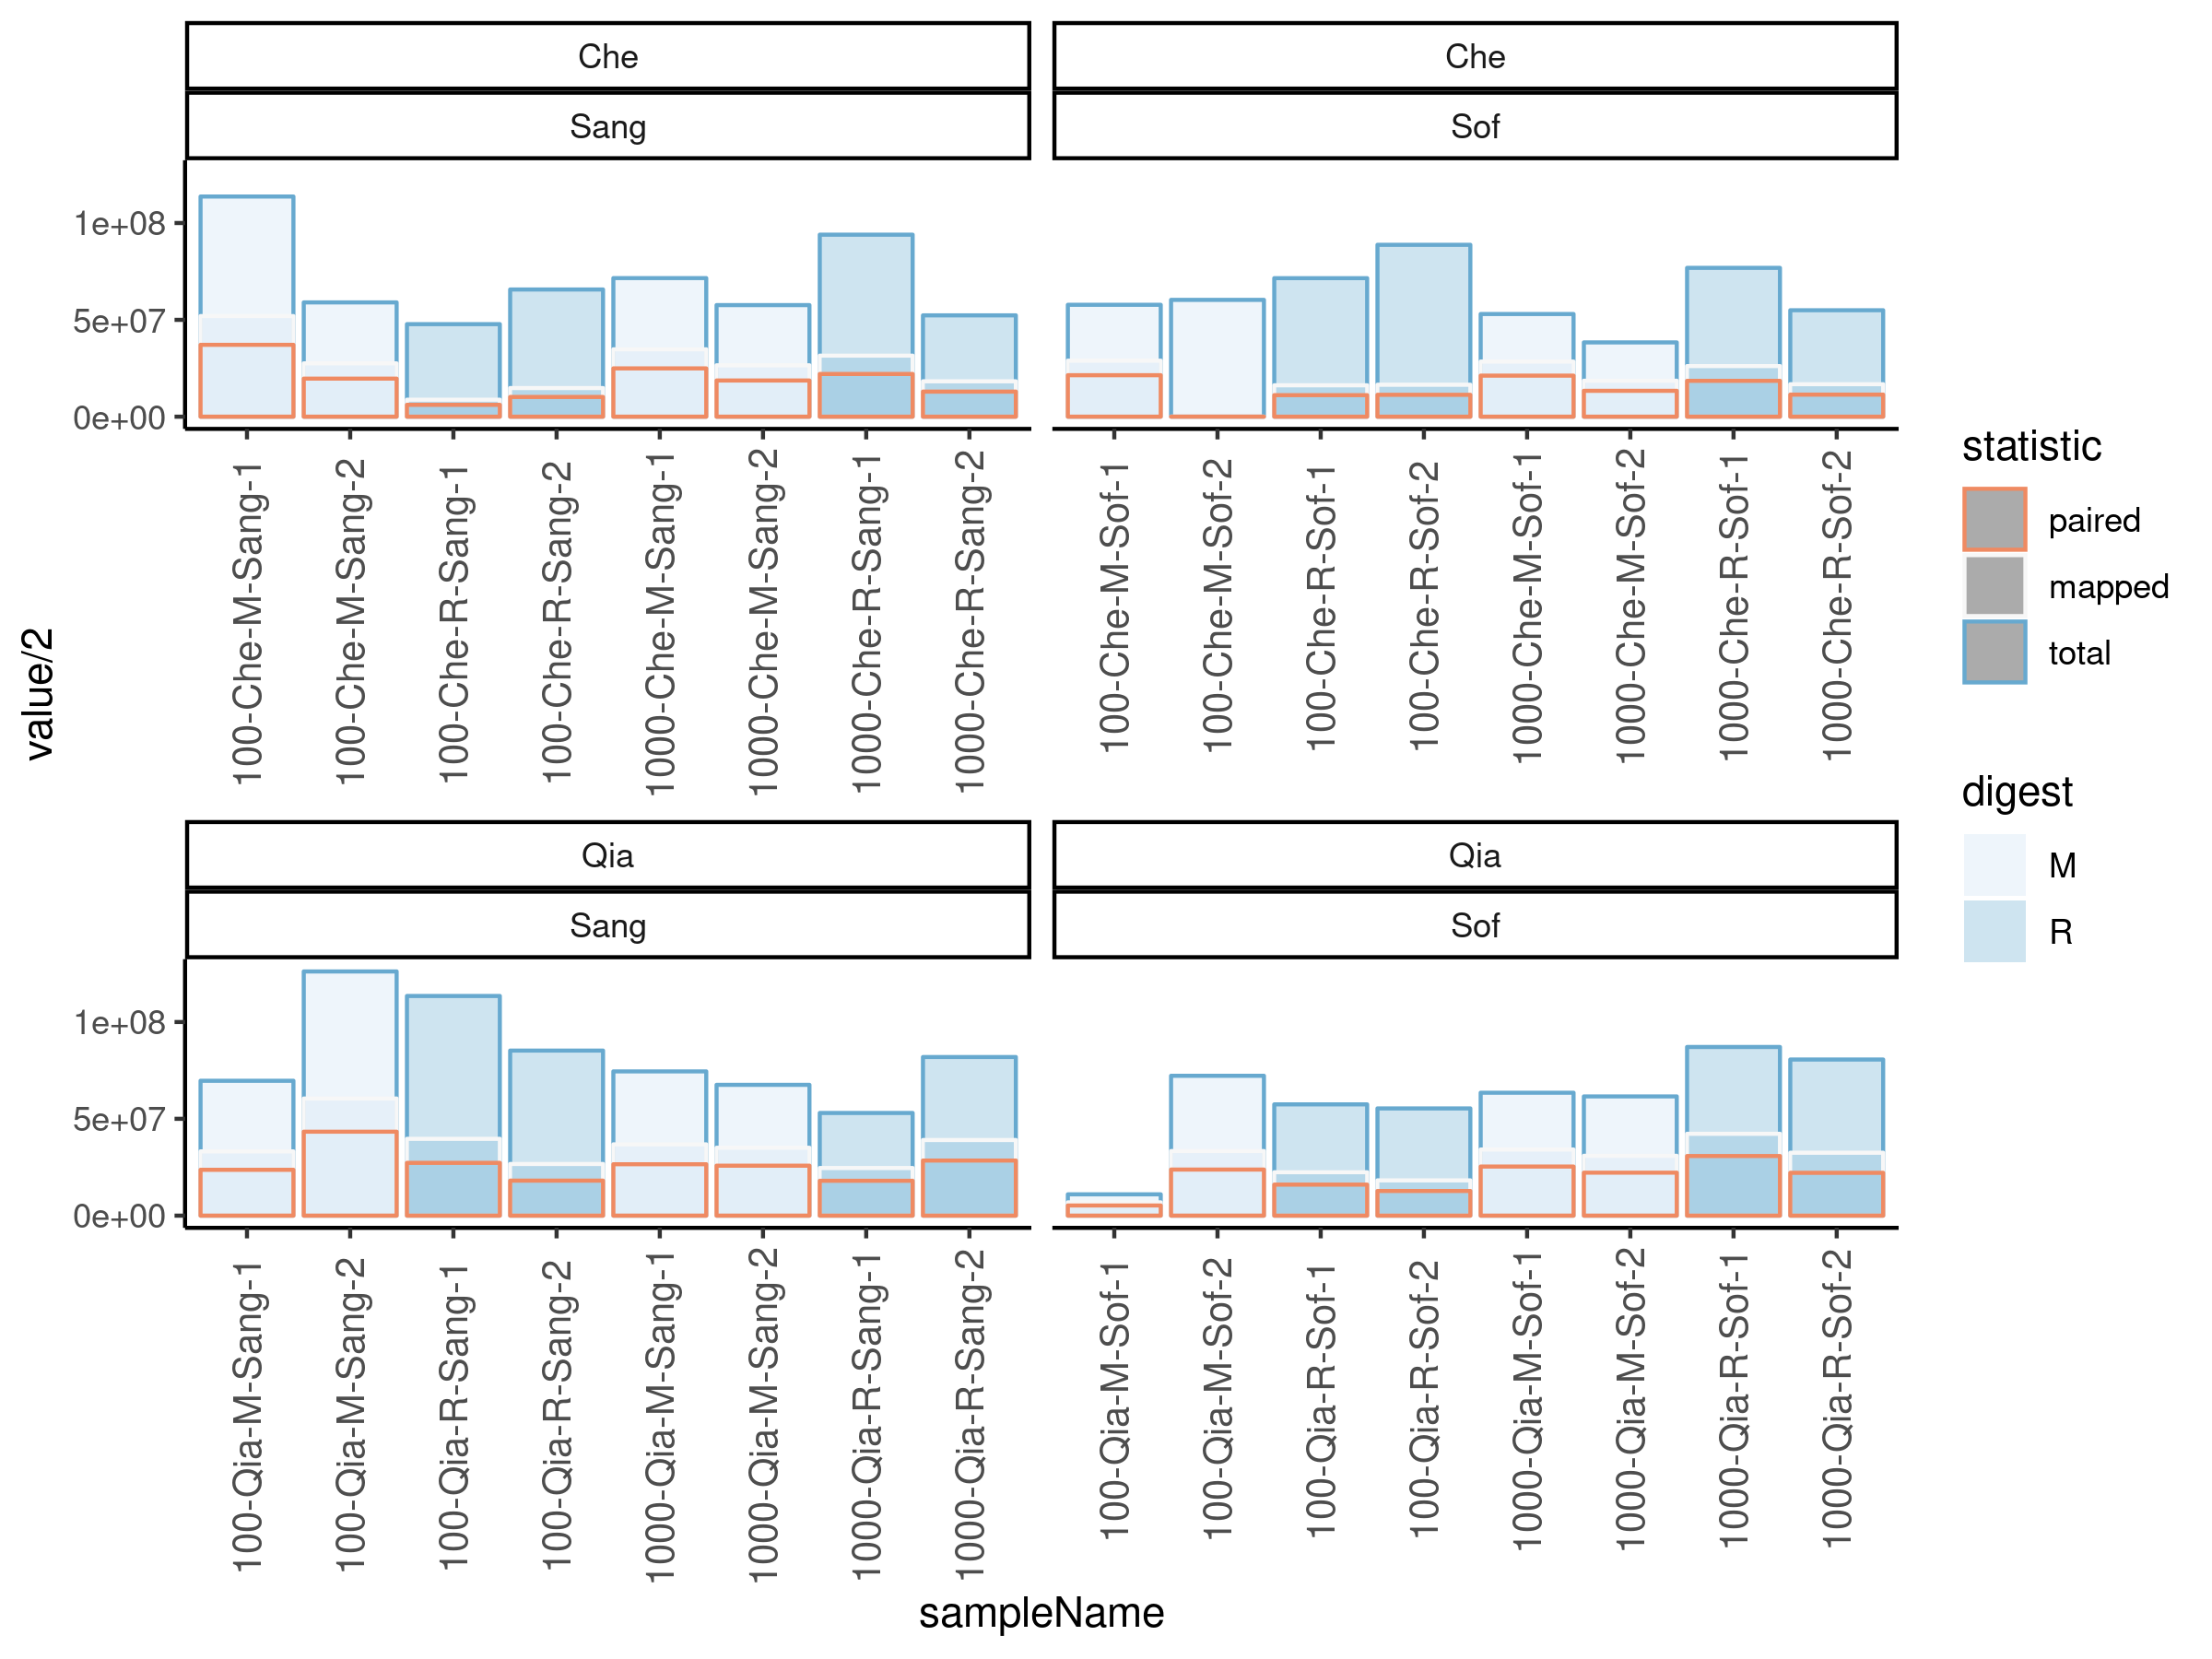 Che
Che
Sang
Sof
1e+08
5e+07
0e+00
100-Che-M-Sang-1
100-Che-M-Sang-2
100-Che-R-Sang-1
100-Che-R-Sang-2
1000-Che-M-Sang-1
1000-Che-M-Sang-2
1000-Che-R-Sang-1
1000-Che-R-Sang-2
100-Che-M-Sof-1
100-Che-M-Sof-2
100-Che-R-Sof-1
100-Che-R-Sof-2
1000-Che-M-Sof-1
1000-Che-M-Sof-2
1000-Che-R-Sof-1
1000-Che-R-Sof-2
value/2
Qia
Qia
Sang
Sof
1e+08
5e+07
0e+00
100-Qia-M-Sang-1
100-Qia-M-Sang-2
100-Qia-R-Sang-1
100-Qia-R-Sang-2
1000-Qia-M-Sang-1
1000-Qia-M-Sang-2
1000-Qia-R-Sang-1
1000-Qia-R-Sang-2
100-Qia-M-Sof-1
100-Qia-M-Sof-2
100-Qia-R-Sof-1
100-Qia-R-Sof-2
1000-Qia-M-Sof-1
1000-Qia-M-Sof-2
1000-Qia-R-Sof-1
1000-Qia-R-Sof-2
sampleName
statistic
paired
mapped
total
digest
M
R